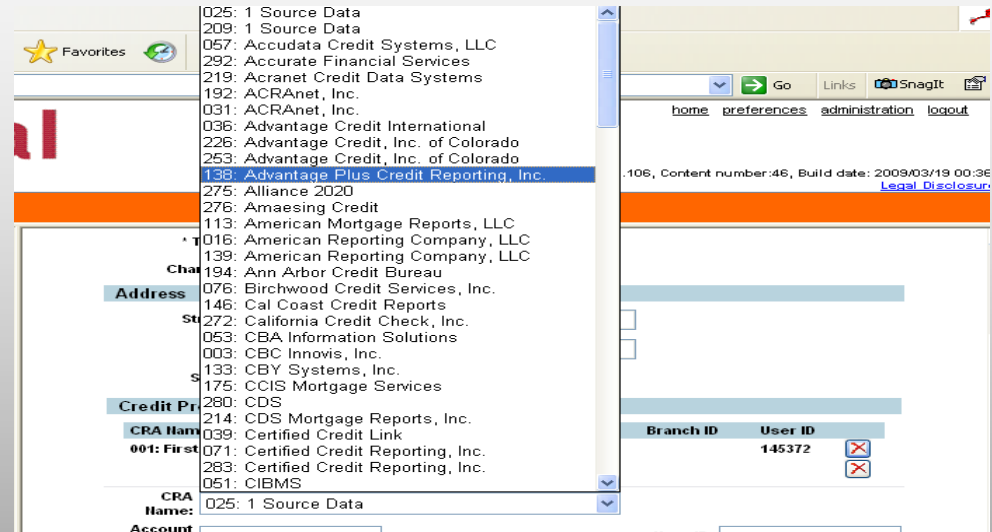 025: 1 Source Data
209: 1 Source Data
Favorites
057: Accudata Credit Systems, LLC
292: Accurate Financial Services
219: Acranet Credit Data Systems
Go Links SnagIt
192: ACRAnet, Inc.
031: ACRAnet, Inc.
home preferences administration logout
al
036: Advantage Credit International
226: Advantage Credit, Inc. of Colorado
253: Advantage Credit, Inc. of Colorado
138: Advantage Plus Credit Reporting, Inc.
.106, Content number:46, Build date: 2009/03/19 00:36
Legal Disclosur
275: Alliance 2020
276: Amaesing Credit
113: American Mortgage Reports, LLC
* T
016: American Reporting Company, LLC
139: American Reporting Company, LLC
Char
194: Ann Arbor Credit Bureau
076: Birchwood Credit Services, Inc.
Address
146: Cal Coast Credit Reports
St
272: California Credit Check, Inc.
053: CBA Information Solutions
003: CBC Innovis, Inc.
133: CBY Systems, Inc.
S
175: CCIS Mortgage Services
280: CDS
Credit Pr
214: CDS Mortgage Reports, Inc.
CRA Nam
039: Certified Credit Link
Branch ID User ID
001: First
071: Certified Credit Reporting, Inc.
145372
283: Certified Credit Reporting, Inc.
051: CIBMS
CRA Name:
025: 1 Source Data
Account